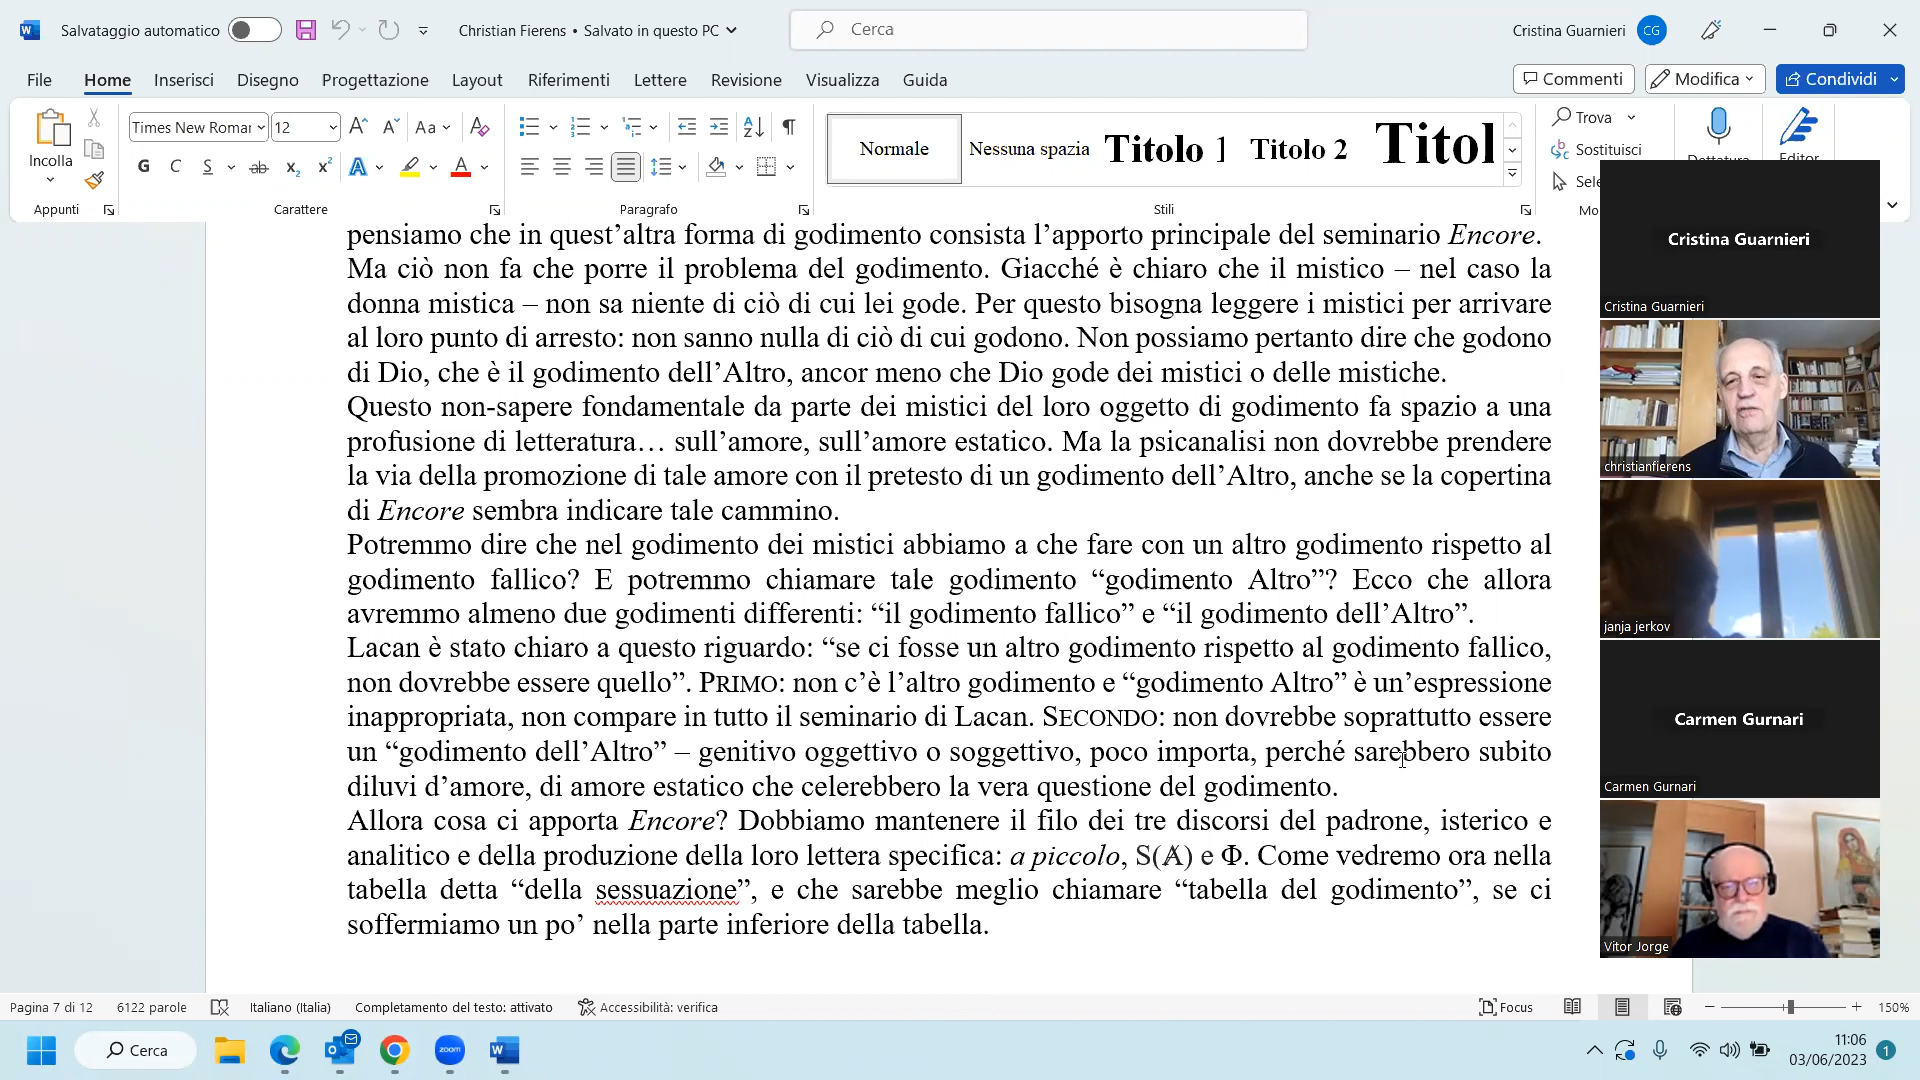 Salvataggio automatico
Christian Fierens • Salvato in questo PC
Cerca
Cristina Guarnieri
CG
File
Home
Inserisci
Disegno
Progettazione
Layout
Riferimenti
Lettere
Revisione
Visualizza
Guida
Commenti
Modifica
Condividi
Incolla
Times New Romar
12
Normale
Nessuna spazia
Titolo 1
Titolo 2
Titol
Trova
Sostituisci
Sele
Dettatura
Editor
Appunti
Carattere
Paragrafo
Stili
Mo
pensiamo che in quest’altra forma di godimento consista l’apporto principale del seminario Encore.
Ma ciò non fa che porre il problema del godimento. Giacché è chiaro che il mistico – nel caso la
donna mistica – non sa niente di ciò di cui lei gode. Per questo bisogna leggere i mistici per arrivare
al loro punto di arresto: non sanno nulla di ciò di cui godono. Non possiamo pertanto dire che godono
di Dio, che è il godimento dell’Altro, ancor meno che Dio gode dei mistici o delle mistiche.
Questo non-sapere fondamentale da parte dei mistici del loro oggetto di godimento fa spazio a una
profusione di letteratura… sull’amore, sull’amore estatico. Ma la psicanalisi non dovrebbe prendere
la via della promozione di tale amore con il pretesto di un godimento dell’Altro, anche se la copertina
di Encore sembra indicare tale cammino.
Potremmo dire che nel godimento dei mistici abbiamo a che fare con un altro godimento rispetto al
godimento fallico? E potremmo chiamare tale godimento “godimento Altro”? Ecco che allora
avremmo almeno due godimenti differenti: “il godimento fallico” e “il godimento dell’Altro”.
Lacan è stato chiaro a questo riguardo: “se ci fosse un altro godimento rispetto al godimento fallico,
non dovrebbe essere quello”. PRIMO: non c’è l’altro godimento e “godimento Altro” è un’espressione
inappropriata, non compare in tutto il seminario di Lacan. SECONDO: non dovrebbe soprattutto essere
un “godimento dell’Altro” – genitivo oggettivo o soggettivo, poco importa, perché sarebbero subito
diluvi d’amore, di amore estatico che celerebbero la vera questione del godimento.
Allora cosa ci apporta Encore? Dobbiamo mantenere il filo dei tre discorsi del padrone, isterico e
analitico e della produzione della loro lettera specifica: a piccolo, S(Ⱥ) e Φ. Come vedremo ora nella
tabella detta “della sessuazione”, e che sarebbe meglio chiamare “tabella del godimento”, se ci
soffermiamo un po’ nella parte inferiore della tabella.
Cristina Guarnieri
Cristina Guarnieri
christianfierens
janja jerkov
Carmen Gurnari
Carmen Gurnari
Vitor Jorge
Pagina 7 di 12
6122 parole
Italiano (Italia)
Completamento del testo: attivato
Accessibilità: verifica
Focus
150%
Cerca
zoom
11:06
03/06/2023
1